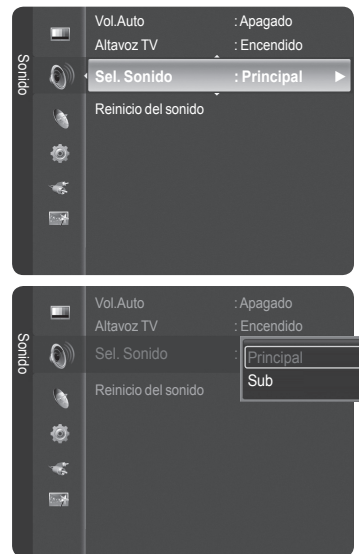 Sonido
Vol.Auto : Apagado
Altavoz TV : Encendido
Sel. Sonido : Principal
Reinicio del sonido
Sonido
Vol.Auto : Apagado
Altavoz TV : Encendido
Sel. Sonido : Principal
Sub
Reinicio del sonido